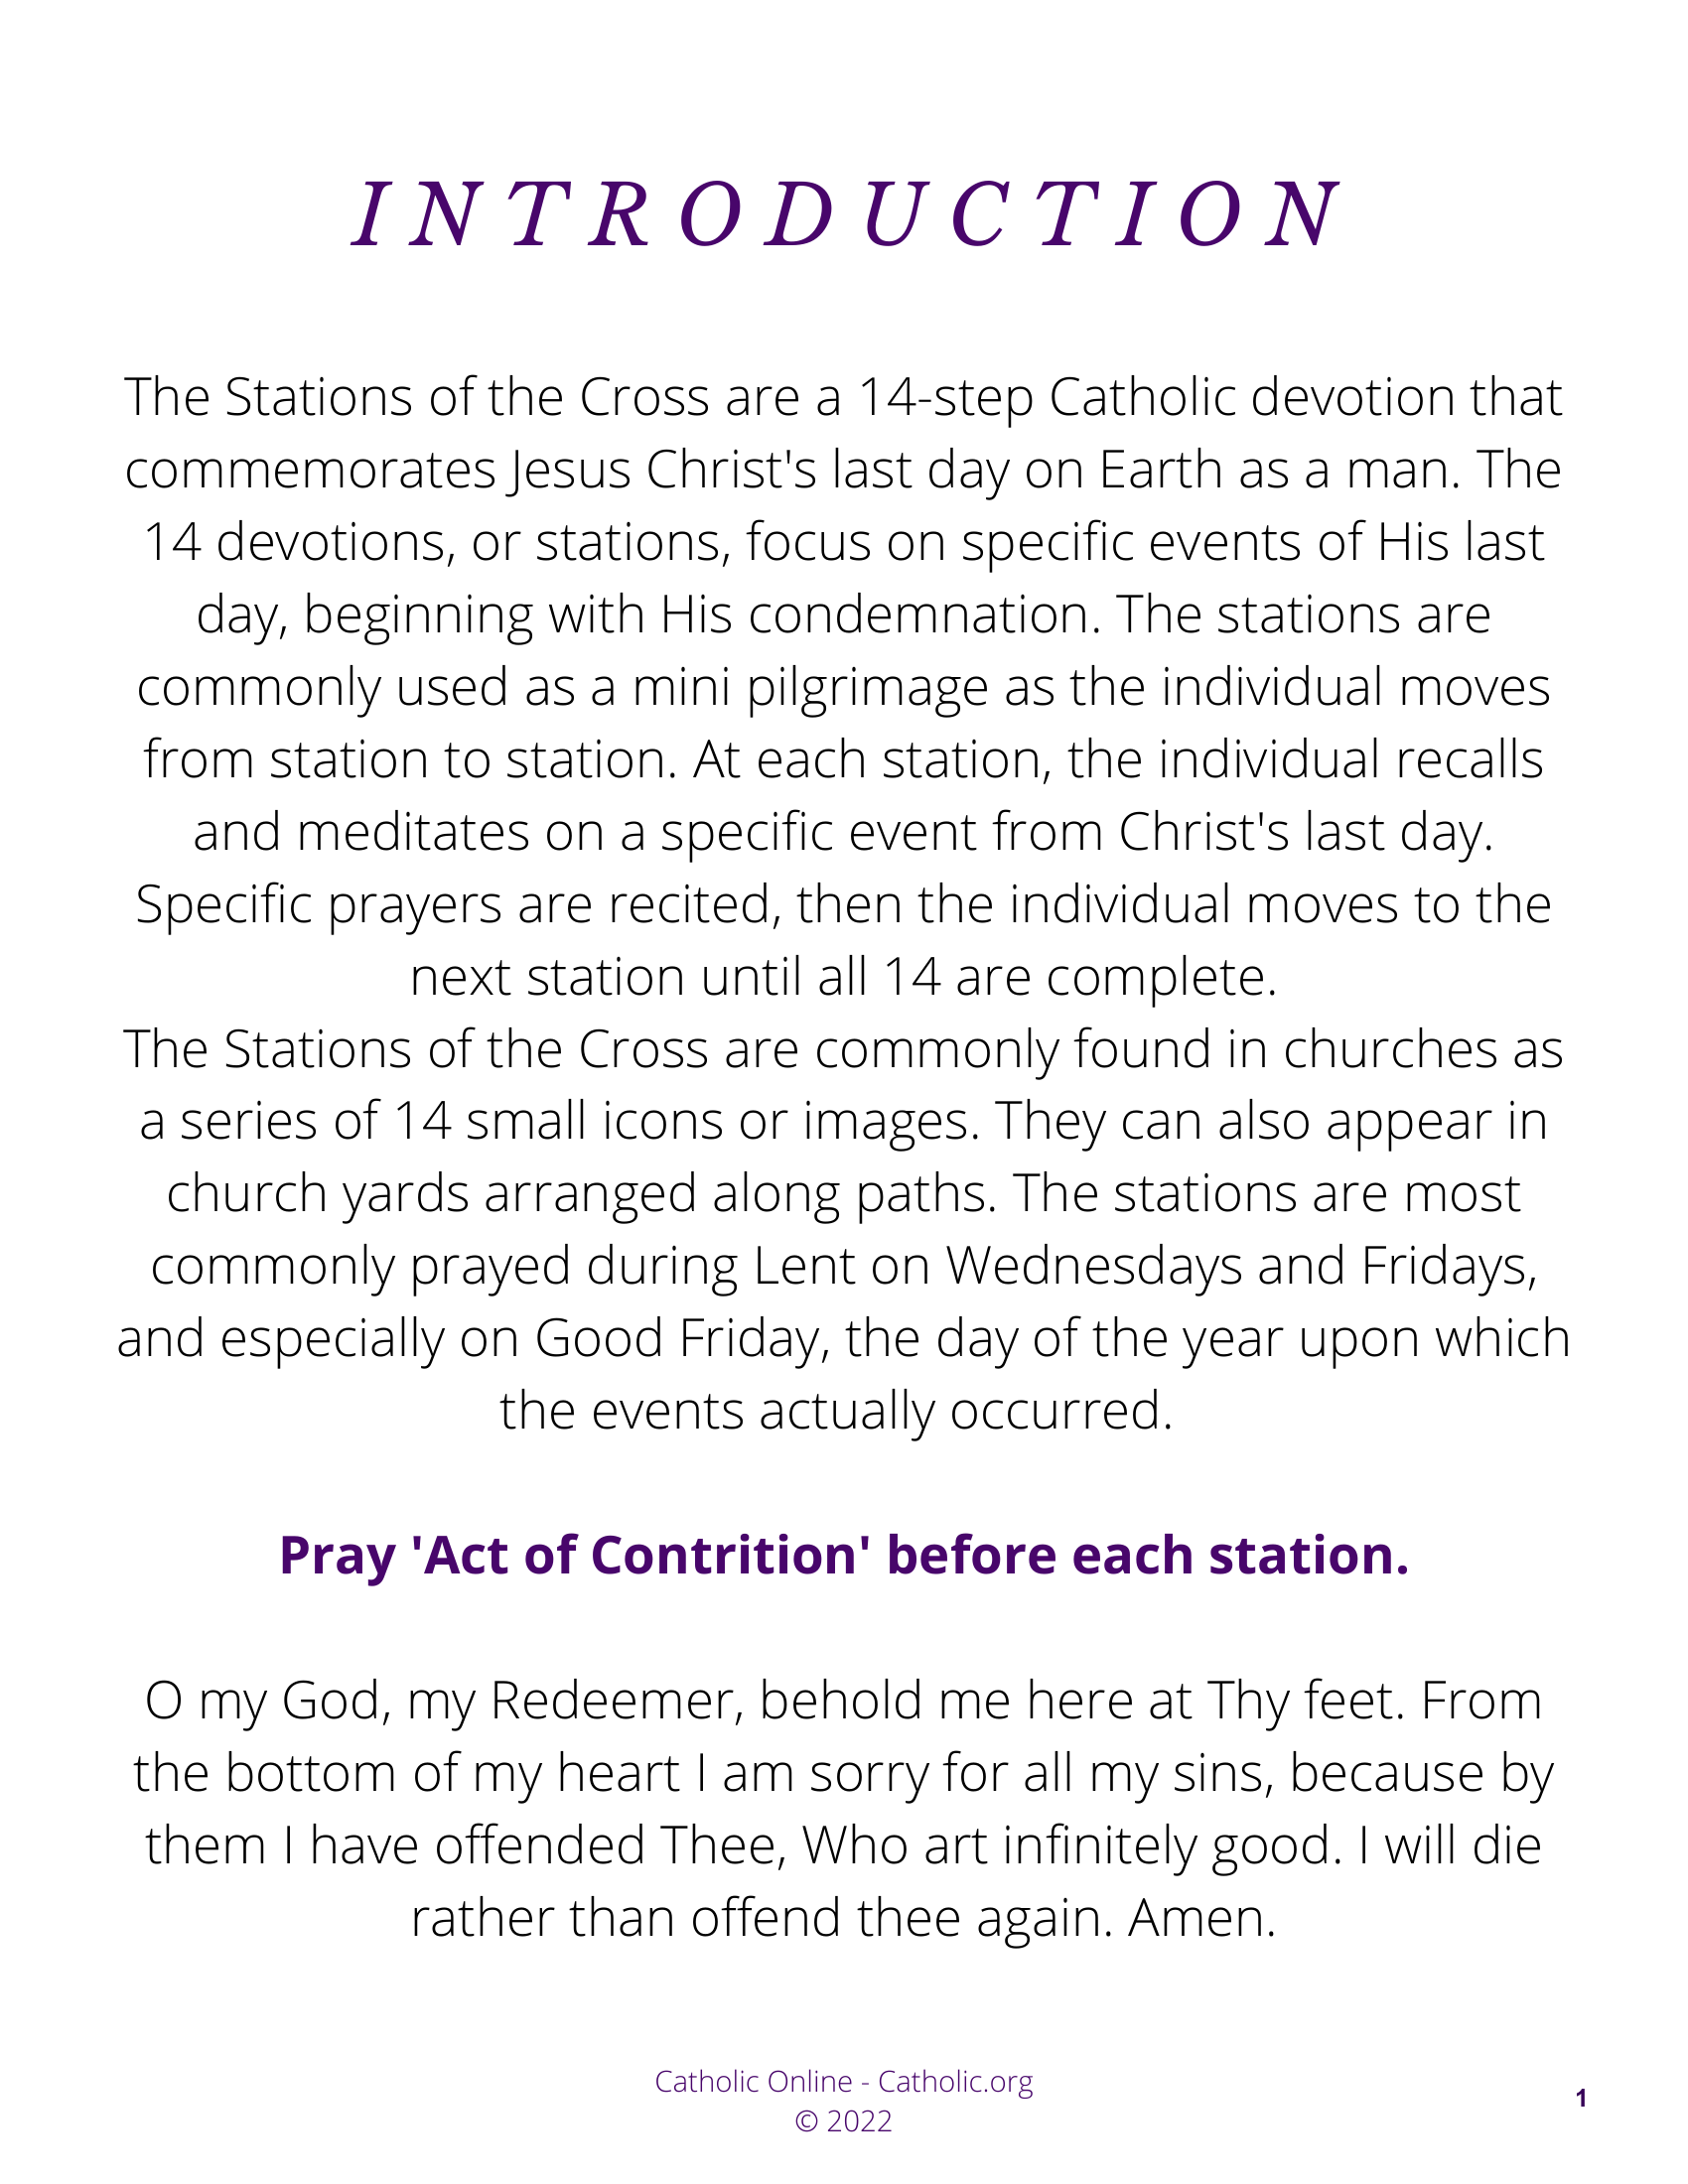 INTRODUCTION
The Stations of the Cross are a 14-step Catholic devotion that
commemorates Jesus Christ's last day on Earth as a man. The
14 devotions, or stations, focus on specific events of His last
day, beginning with His condemnation. The stations are
commonly used as a mini pilgrimage as the individual moves
from station to station. At each station, the individual recalls
and meditates on a specific event from Christ's last day.
Specific prayers are recited, then the individual moves to the
next station until all 14 are complete.
The Stations of the Cross are commonly found in churches as
a series of 14 small icons or images. They can also appear in
church yards arranged along paths. The stations are most
commonly prayed during Lent on Wednesdays and Fridays,
and especially on Good Friday, the day of the year upon which
the events actually occurred.
Pray 'Act of Contrition' before each station.
O my God, my Redeemer, behold me here at Thy feet. From
the bottom of my heart I am sorry for all my sins, because by
them I have offended Thee, Who art infinitely good. I will die
rather than offend thee again. Amen.
Catholic Online - Catholic.org
© 2022
1